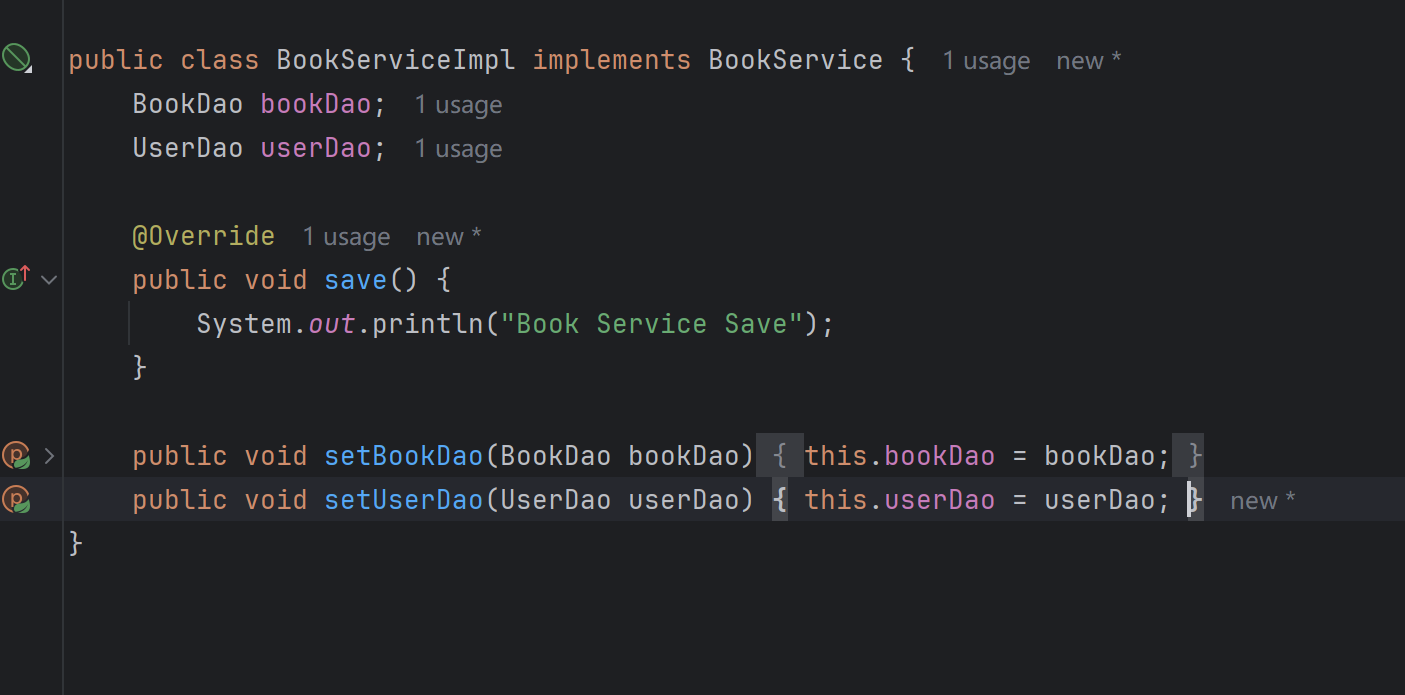 public class BookServiceImpl implements BookService { 1 usage new *
    BookDao bookDao; 1 usage
    UserDao userDao; 1 usage
    @Override 1 usage new *
    public void save() {
        System.out.println("Book Service Save");
    }
    public void setBookDao(BookDao bookDao) { this.bookDao = bookDao; }
    public void setUserDao(UserDao userDao) { this.userDao = userDao; } new *
}